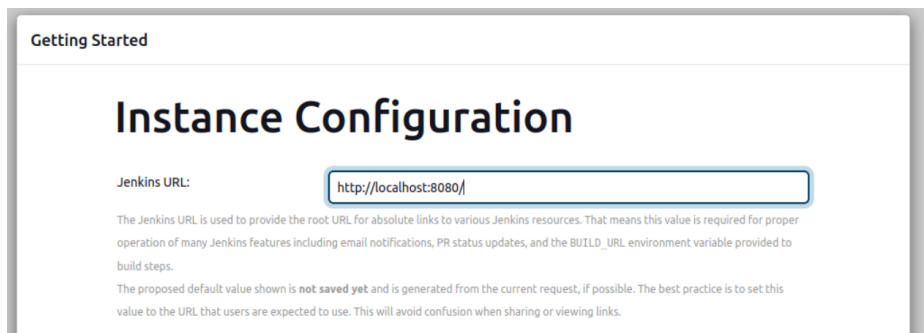 Getting Started
Instance Configuration
Jenkins URL:
http://localhost:8080/
The Jenkins URL is used to provide the root URL for absolute links to various Jenkins resources. That means this value is required for proper
operation of many Jenkins features including email notifications, PR status updates, and the BUILD_URL environment variable provided to
build steps.
The proposed default value shown is not saved yet and is generated from the current request, if possible. The best practice is to set this
value to the URL that users are expected to use. This will avoid confusion when sharing or viewing links.